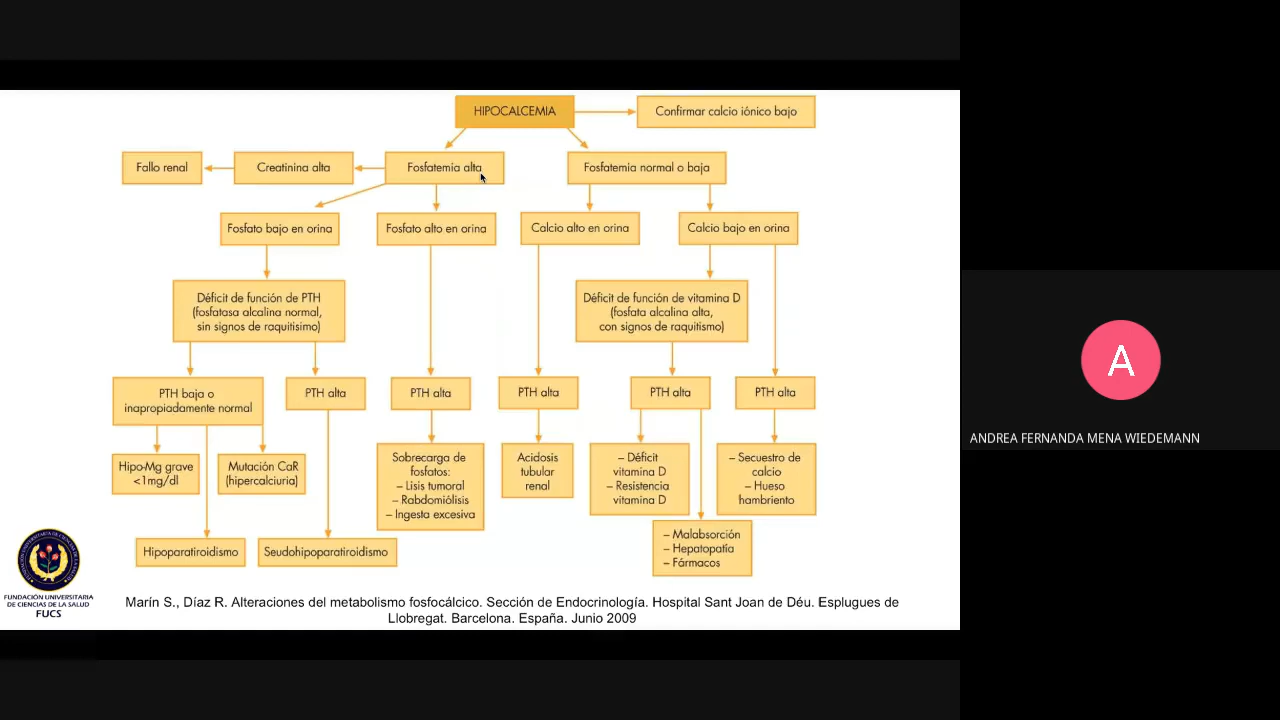 HIPOCALCEMIA
Confirmar calcio iónico bajo
Fallo renal
Creatinina alta
Fosfatemia alta
Fosfatemia normal o baja
Fosfato bajo en orina
Fosfato alto en orina
Calcio alto en orina
Calcio bajo en orina
Déficit de función de PTH
(fosfatasa alcalina normal,
sin signos de raquitisimo)
Déficit de función de vitamina D
(fosfata alcalina alta,
con signos de raquitismo)
PTH baja o
inapropiadamente normal
PTH alta
PTH alta
PTH alta
PTH alta
PTH alta
Hipo-Mg grave
<1mg/dl
Mutación CaR
(hipercalciuria)
Sobrecarga de
fosfatos:
– Lisis tumoral
– Rabdomiólisis
– Ingesta excesiva
Acidosis
tubular
renal
– Déficit
vitamina D
– Resistencia
vitamina D
– Secuestro de
calcio
– Hueso
hambriento
Hipoparatiroidismo
Seudohipoparatiroidismo
– Malabsorción
– Hepatopatía
– Fármacos
FUNDACIÓN UNIVERSITARIA
DE CIENCIAS DE LA SALUD
FUCS
Marín S., Díaz R. Alteraciones del metabolismo fosfocálcico. Sección de Endocrinología. Hospital Sant Joan de Déu. Esplugues de
Llobregat. Barcelona. España. Junio 2009
A
ANDREA FERNANDA MENA WIEDEMANN